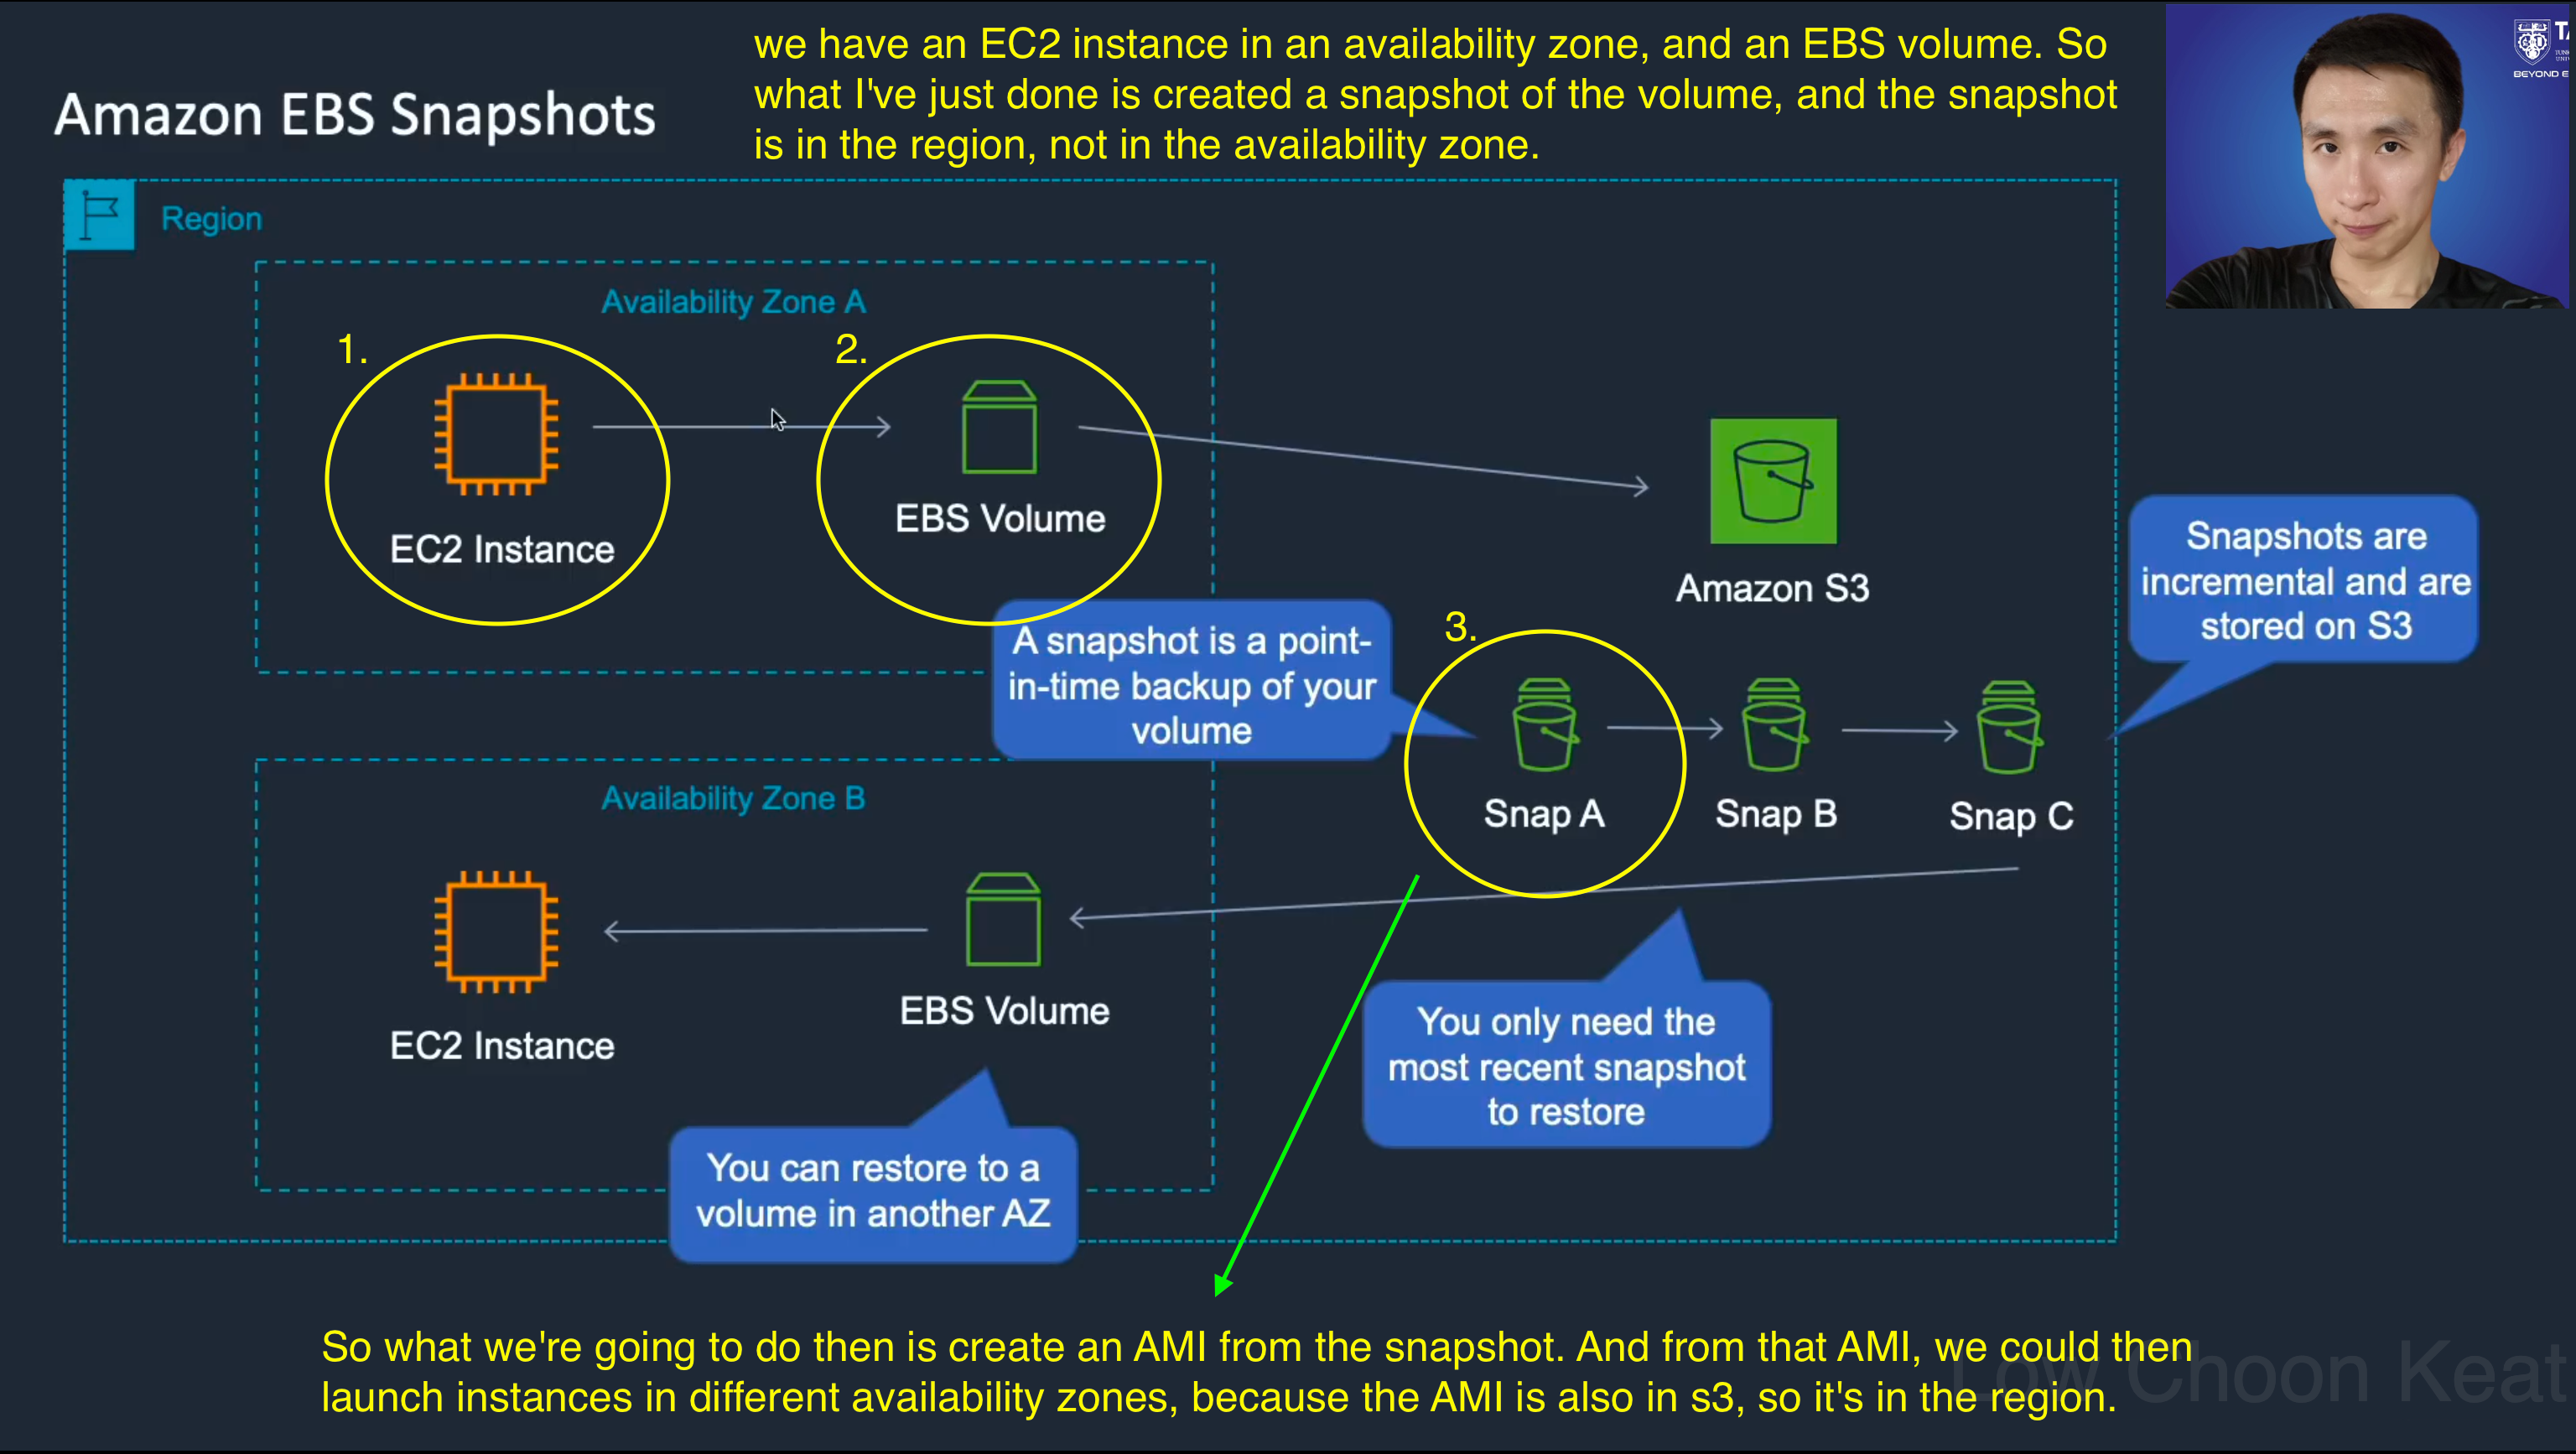 we have an EC2 instance in an availability zone, and an EBS volume. So
what I've just done is created a snapshot of the volume, and the snapshot
is in the region, not in the availability zone.
Amazon EBS Snapshots
BEYOND E
Region
Availability Zone A
1.
2.
EC2 Instance
EBS Volume
Amazon S3
Snapshots are
incremental and are
stored on S3
A snapshot is a point-
in-time backup of your
volume
3.
Snap A
Snap B
Snap C
Availability Zone B
EC2 Instance
EBS Volume
You only need the
most recent snapshot
to restore
You can restore to a
volume in another AZ
So what we're going to do then is create an AMI from the snapshot. And from that AMI, we could then
launch instances in different availability zones, because the AMI is also in s3, so it's in the region.
Low Choon Keat